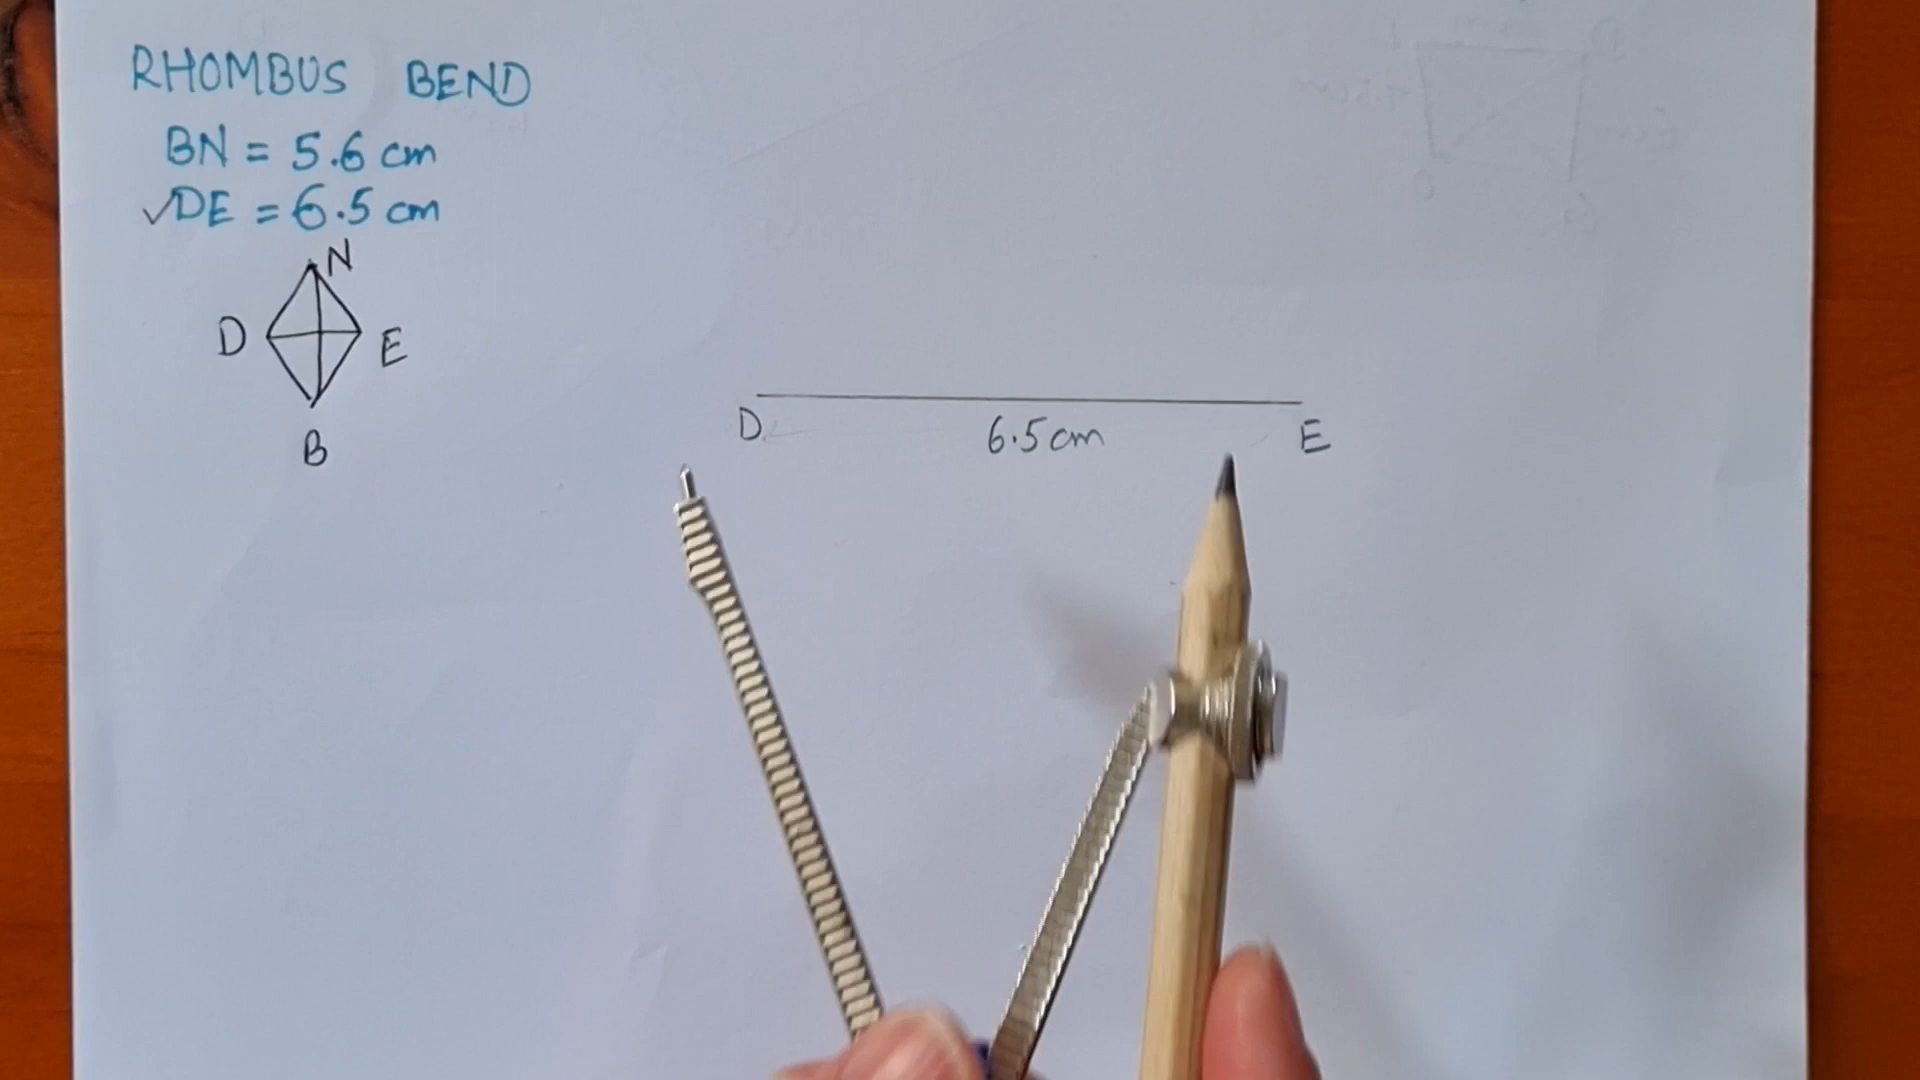 RHOMBUS BEND
BN = 5.6 cm
✓DE = 6.5 cm
N
D E
B
D 6.5 cm E